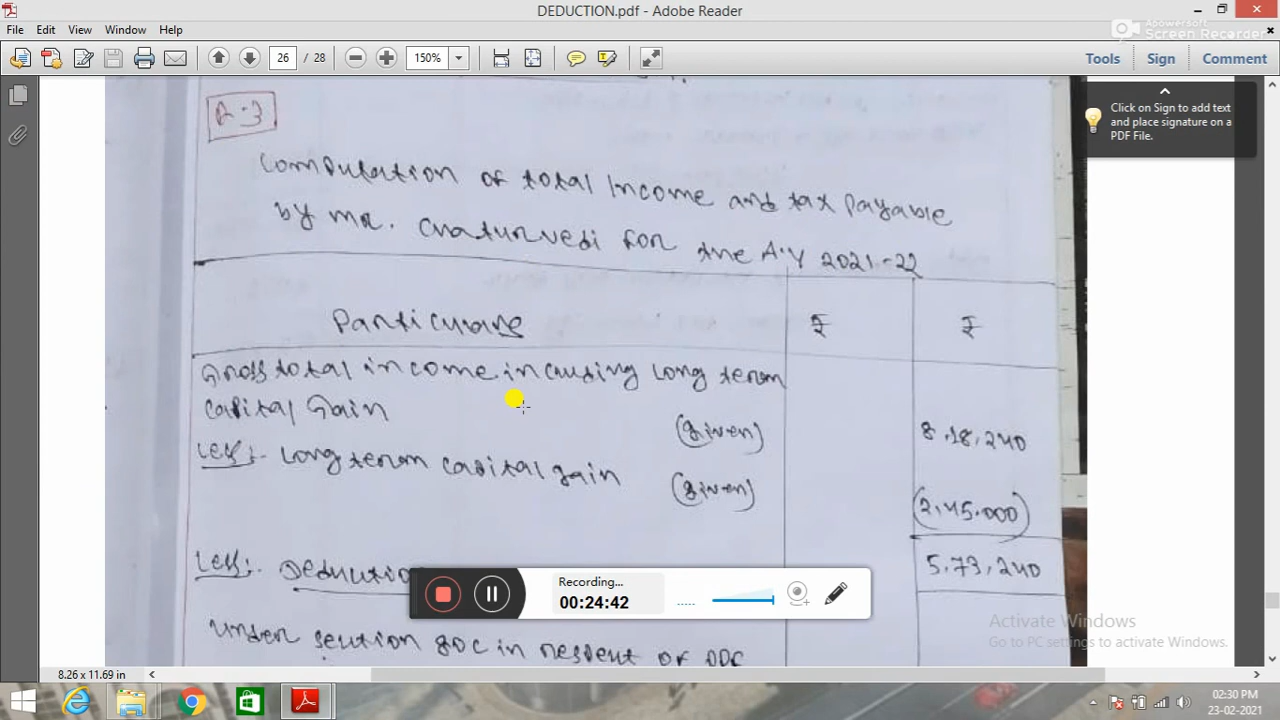 DEDUCTION.pdf - Adobe Reader
File Edit View Window Help
Apowersoft
Screen Recorder
26 / 28 150% Tools Sign Comment
Click on Sign to add text
and place signature on a
PDF File.
Q-3
Computation of total Income and tax payable
by mr. Chaturvedi for the A.Y 2021-22
Particulars ₹ ₹
Gross total income including long term
capital Gain (given) 8,18,240
Less:- Long term capital gain (given) (2,45,000)
5,73,240
Less:- Deduction
Under section 80C in respect of PPF
Recording...
00:24:42
Activate Windows
Go to PC settings to activate Windows.
8.26 x 11.69 in
02:30 PM
23-02-2021